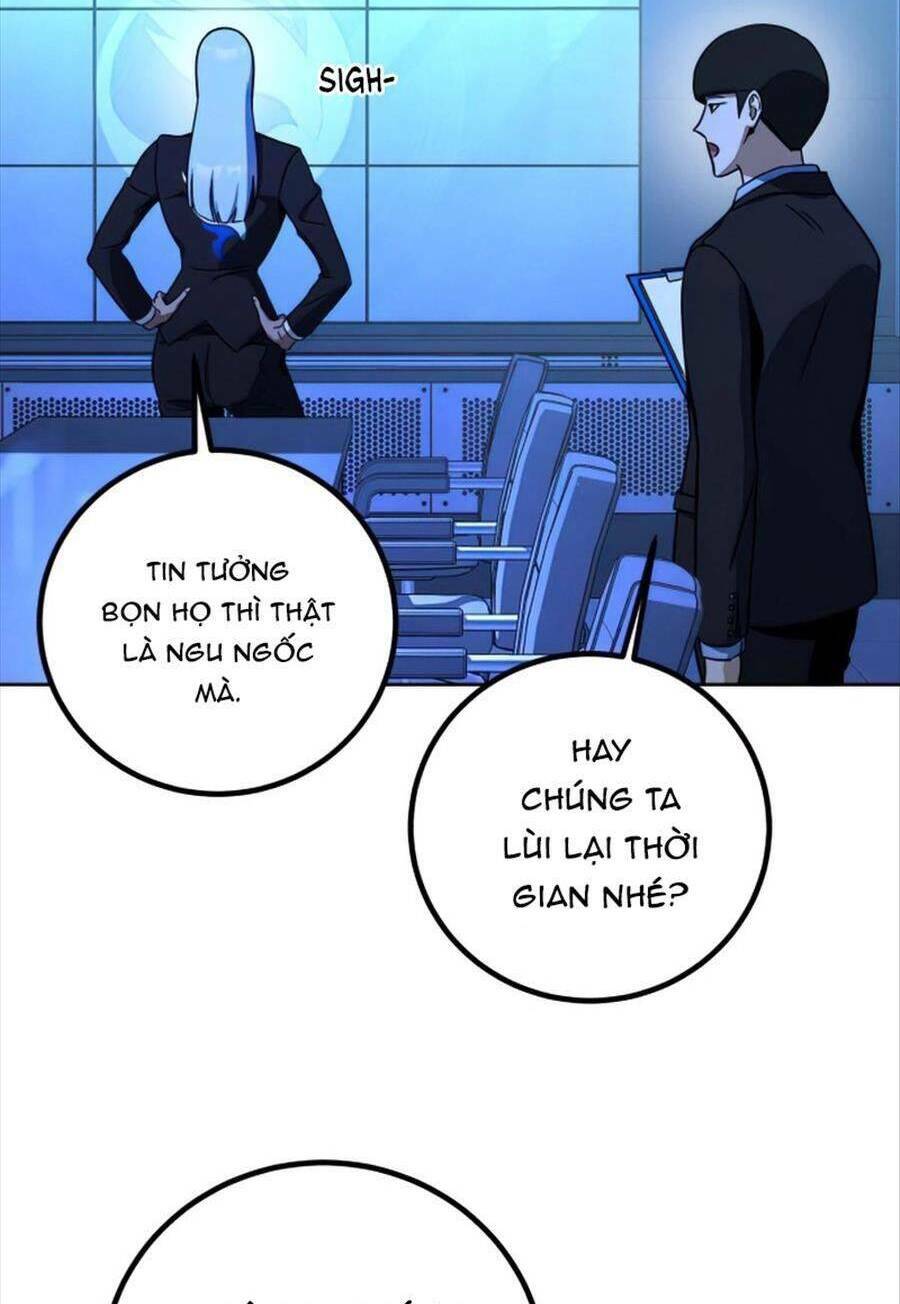 SIGH-
TIN TƯỞNG
BỌN HỌ THÌ THẬT
LÀ NGU NGỐC
MÀ.
HAY
CHÚNG TA
LÙI LẠI THỜI
GIAN NHÉ?